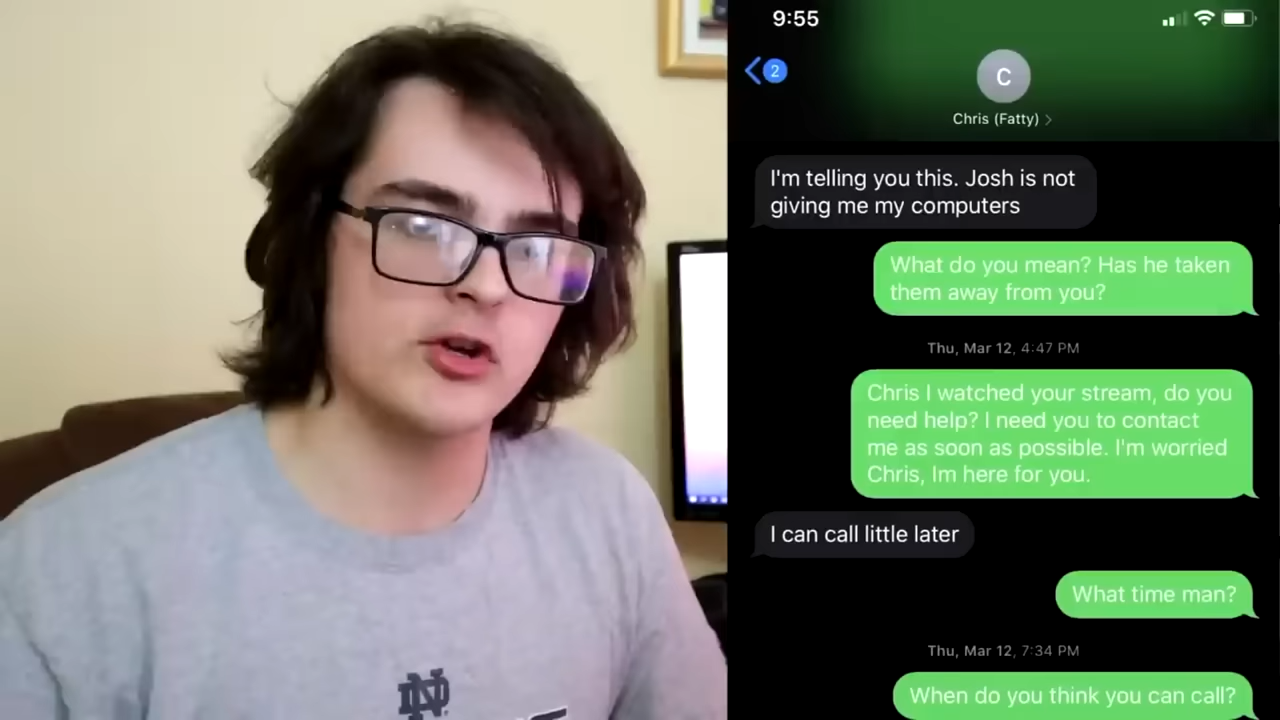 9:55
2
C
Chris (Fatty)
I'm telling you this. Josh is not
giving me my computers
What do you mean? Has he taken
them away from you?
Thu, Mar 12, 4:47 PM
Chris I watched your stream, do you
need help? I need you to contact
me as soon as possible. I'm worried
Chris, Im here for you.
I can call little later
What time man?
Thu, Mar 12, 7:34 PM
When do you think you can call?
ND